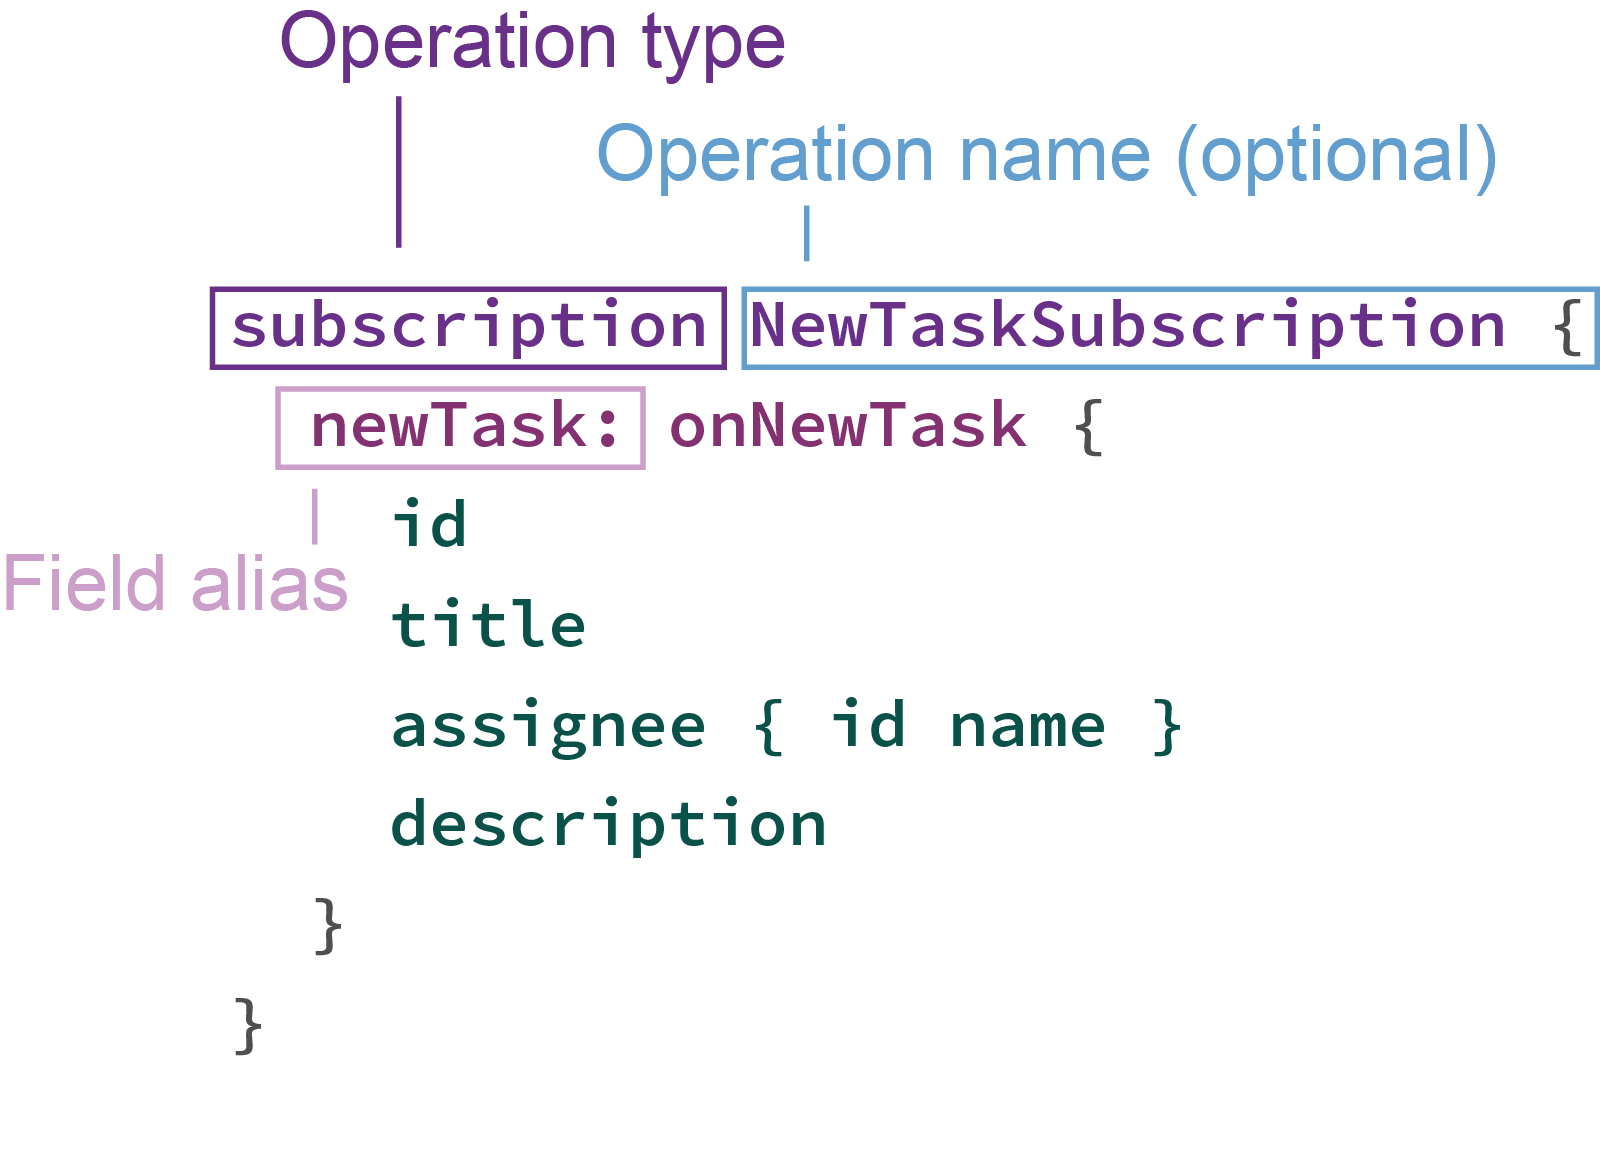 Operation type
Operation name (optional)
subscription NewTaskSubscription {
newTask: onNewTask {
id
Field alias
title
assignee { id name }
description
}
}